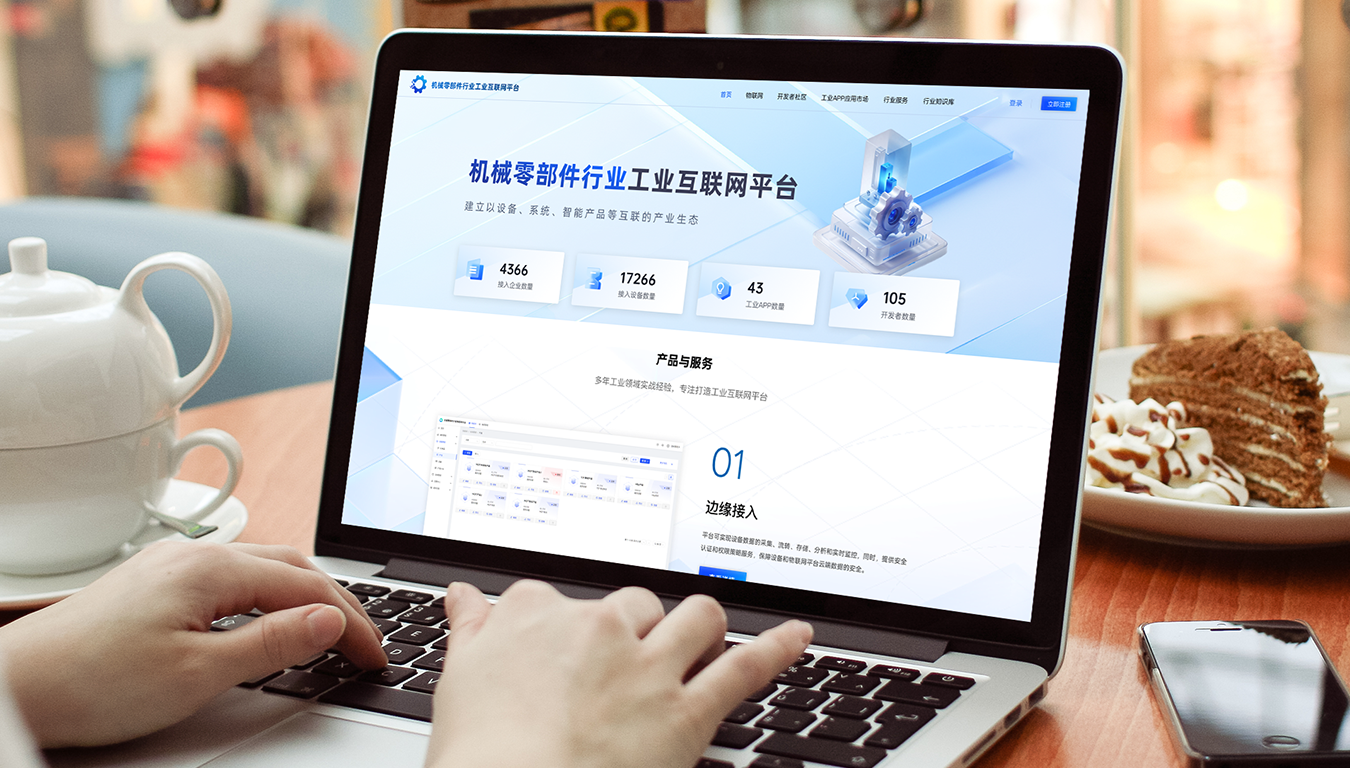 机械零部件行业工业互联网平台
首页 物联网 开发者社区 工业APP应用市场 行业服务 行业知识库 登录 立即注册
机械零部件行业工业互联网平台
建立以设备、系统、智能产品等互联的产业生态
4366
接入企业数量
17266
接入设备数量
43
工业APP数量
105
开发者数量
产品与服务
多年工业领域实战经验，专注打造工业互联网平台
01
边缘接入
平台可实现设备数据的采集、流转、存储、分析和实时监控，同时，提供安全
认证和权限策略服务，保障设备和物联网平台云端数据的安全。